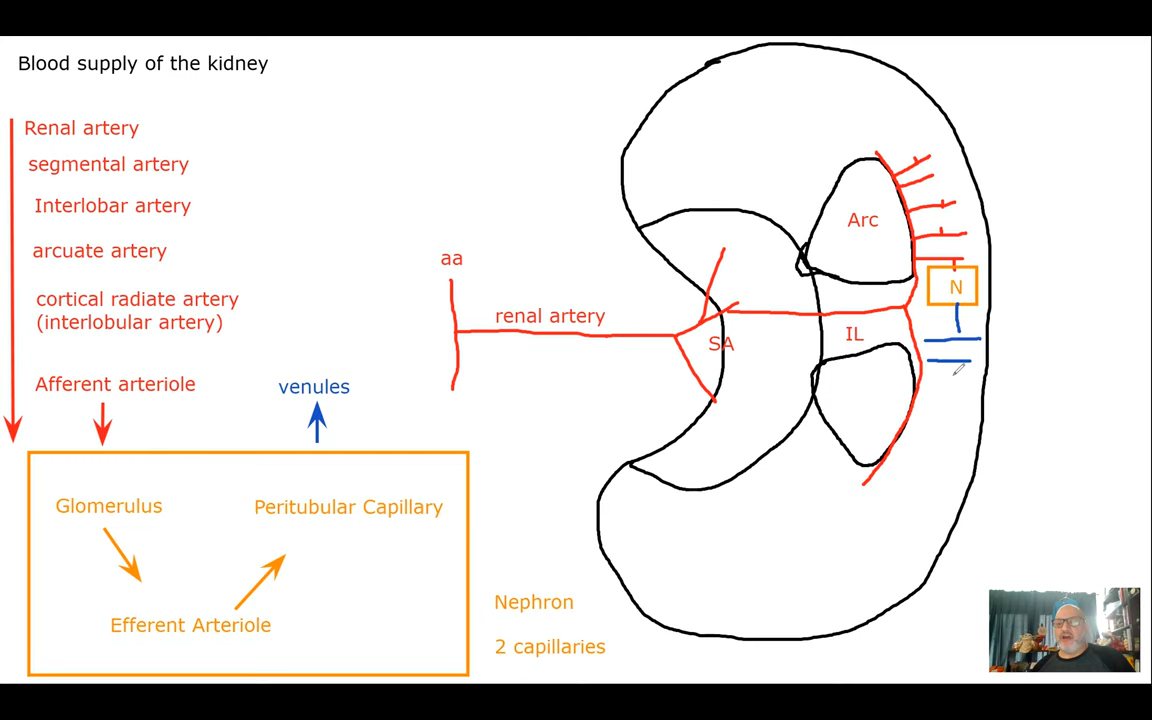 Blood supply of the kidney
Renal artery
segmental artery
Interlobar artery
arcuate artery
cortical radiate artery
(interlobular artery)
Afferent arteriole
venules
Glomerulus
Peritubular Capillary
Efferent Arteriole
Nephron
2 capillaries
aa
renal artery
SA
Arc
IL
N